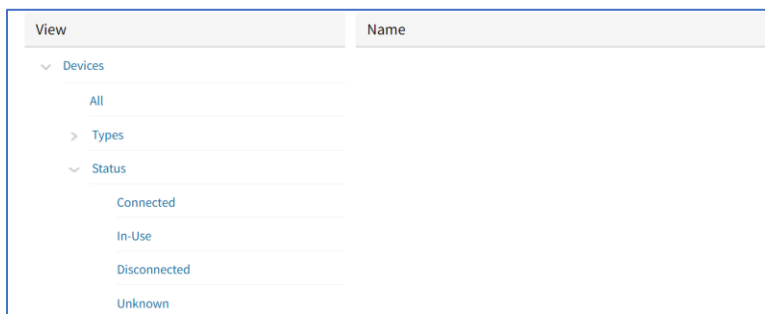 View
Name
Devices
All
Types
Status
Connected
In-Use
Disconnected
Unknown